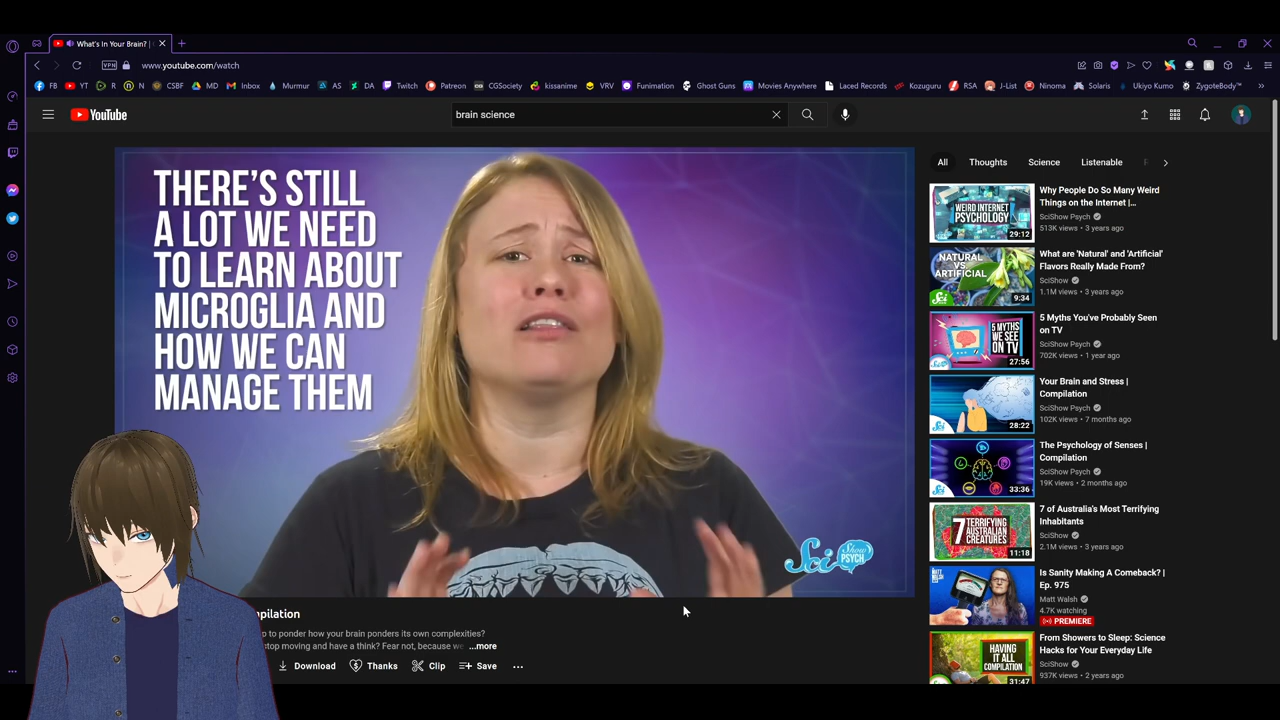 What's In Your Brain? |
www.youtube.com/watch
VPN
FB
YT
R
N
CSBF
MD
Inbox
Murmur
AS
DA
Twitch
Patreon
CGSociety
kissanime
VRV
Funimation
Ghost Guns
Movies Anywhere
Laced Records
Kozuguru
RSA
J-List
Ninoma
Solaris
Ukiyo Kumo
ZygoteBody™
YouTube
brain science
THERE'S STILL
A LOT WE NEED
TO LEARN ABOUT
MICROGLIA AND
HOW WE CAN
MANAGE THEM
Sci Show
PSYCH
pilation
p to ponder how your brain ponders its own complexities?
stop moving and have a think? Fear not, because we
...more
Download
Thanks
Clip
Save
All
Thoughts
Science
Listenable
WEIRD INTERNET
PSYCHOLOGY
29:12
Why People Do So Many Weird
Things on the Internet |...
SciShow Psych
513K views • 3 years ago
NATURAL
VS.
ARTIFICIAL
Sci
9:34
What are 'Natural' and 'Artificial'
Flavors Really Made From?
SciShow
1.1M views • 3 years ago
5 MYTHS
WE SEE
ON TV
27:56
5 Myths You've Probably Seen
on TV
SciShow Psych
702K views • 1 year ago
28:22
Your Brain and Stress |
Compilation
SciShow Psych
102K views • 7 months ago
33:36
The Psychology of Senses |
Compilation
SciShow Psych
19K views • 2 months ago
7 TERRIFYING
AUSTRALIAN
CREATURES
11:18
7 of Australia's Most Terrifying
Inhabitants
SciShow
2.1M views • 3 years ago
MATT
WALSH
Is Sanity Making A Comeback? |
Ep. 975
Matt Walsh
4.7K watching
PREMIERE
HAVING
IT ALL
COMPILATION
31:47
From Showers to Sleep: Science
Hacks for Your Everyday Life
SciShow
937K views • 2 years ago